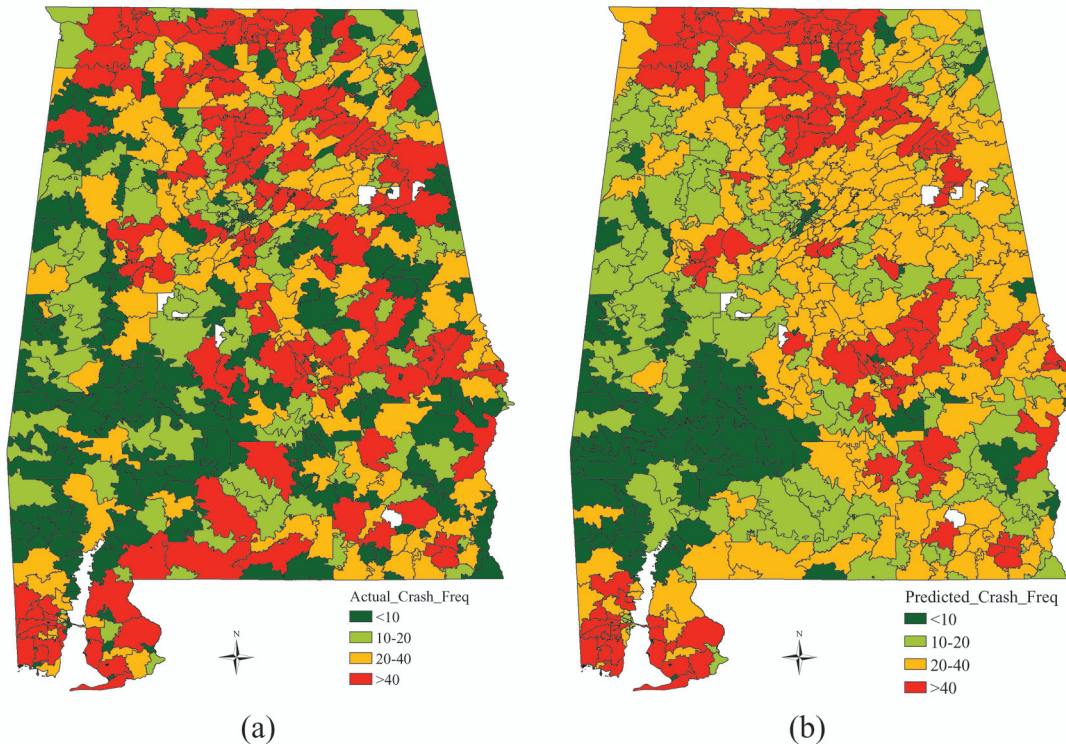 N
Actual_Crash_Freq
<10
10-20
20-40
>40
(a)
N
Predicted_Crash_Freq
<10
10-20
20-40
>40
(b)